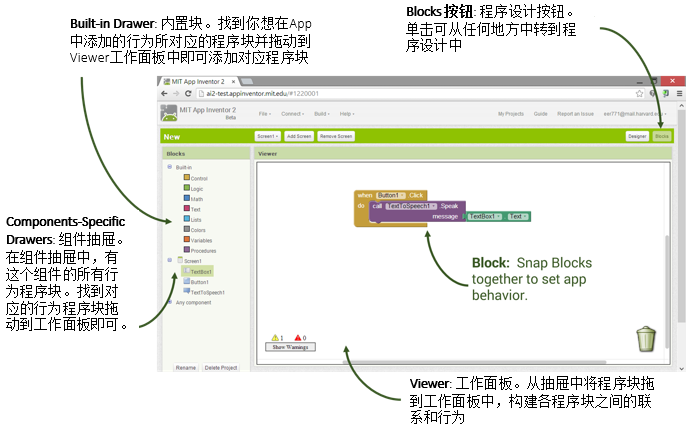 Built-in Drawer: 内置块。找到你想在App
中添加的行为所对应的程序块并拖动到
Viewer工作面板中即可添加对应程序块
Blocks 按钮: 程序设计按钮。
单击可从任何地方中转到程
序设计中
MIT App Inventor 2
ai2-test.appinventor.mit.edu/#1220001
MIT App Inventor 2
Beta
File Connect Build Help
My Projects Guide Report an Issue
New
Screen1 Add Screen Remove Screen
Designer Blocks
Blocks
Viewer
Built-in
Control
Logic
Math
Text
Lists
Colors
Variables
Procedures
Screen1
TextBox1
Button1
TextToSpeech1
Any component
Rename Delete Project
when Button1 .Click
do call TextToSpeech1 .Speak
message TextBox1 . Text
1 0
Show Warnings
Components-Specific
Drawers: 组件抽屉。
在组件抽屉中，有
这个组件的所有行
为程序块。找到对
应的行为程序块拖
动到工作面板即可。
Block: Snap Blocks
together to set app
behavior.
Viewer: 工作面板。从抽屉中将程序块拖
到工作面板中，构建各程序块之间的联
系和行为